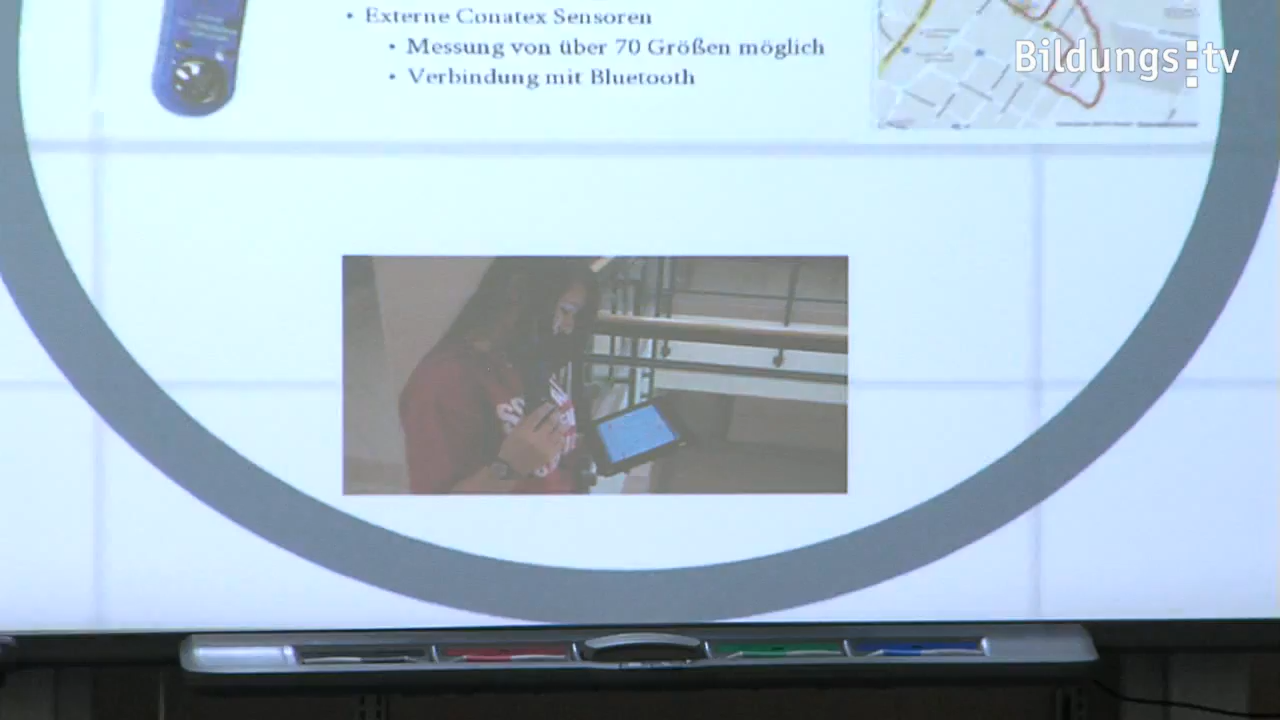 • Externe Conatex Sensoren
• Messung von über 70 Größen möglich
• Verbindung mit Bluetooth
Bildungs:tv